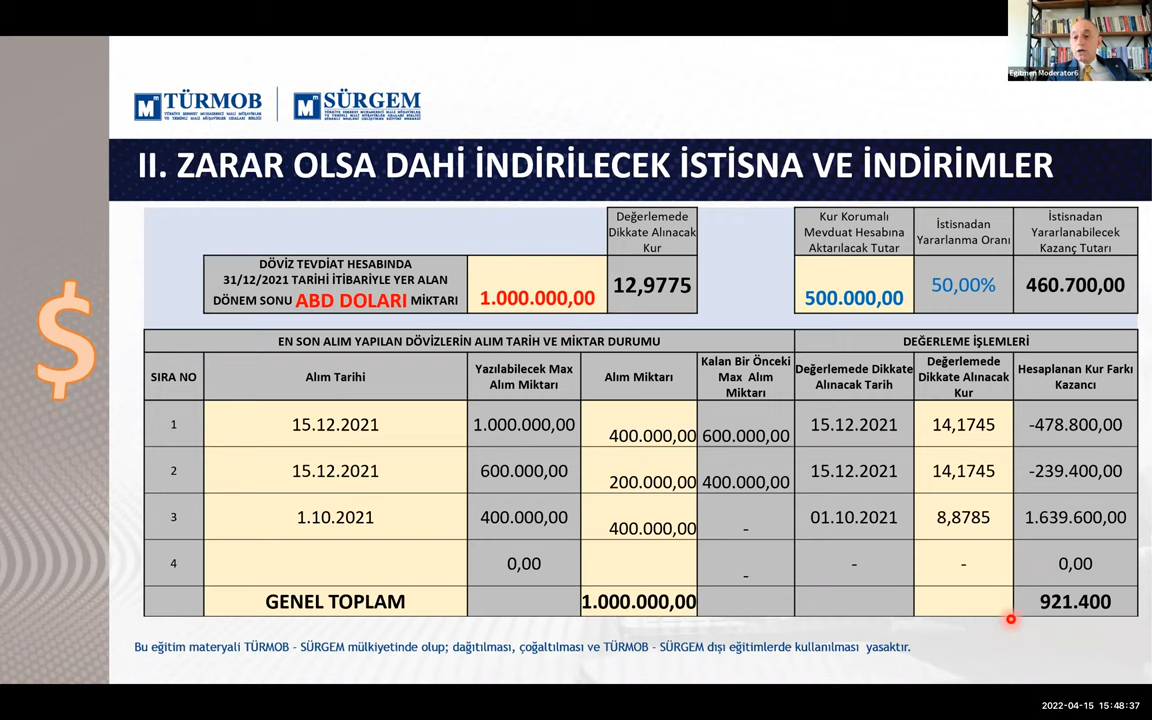 Egitmen Moderator6
TÜRMOB
SÜRGEM
II. ZARAR OLSA DAHİ İNDİRİLECEK İSTİSNA VE İNDİRİMLER
Değerlemede
Dikkate Alınacak
Kur
Kur Korumalı
Mevduat Hesabına
Aktarılacak Tutar
İstisnadan
Yararlanma Oranı
İstisnadan
Yararlanabilecek
Kazanç Tutarı
DÖVİZ TEVDİAT HESABINDA
31/12/2021 TARİHİ İTİBARİYLE YER ALAN
DÖNEM SONU ABD DOLARI MİKTARI
1.000.000,00
12,9775
500.000,00
50,00%
460.700,00
EN SON ALIM YAPILAN DÖVİZLERİN ALIM TARİH VE MİKTAR DURUMU
DEĞERLEME İŞLEMLERİ
SIRA NO
Alım Tarihi
Yazılabilecek Max
Alım Miktarı
Alım Miktarı
Kalan Bir Önceki
Max Alım
Miktarı
Değerlemede Dikkate
Alınacak Tarih
Değerlemede
Dikkate Alınacak
Kur
Hesaplanan Kur Farkı
Kazancı
1 15.12.2021 1.000.000,00 400.000,00 600.000,00 15.12.2021 14,1745 -478.800,00
2 15.12.2021 600.000,00 200.000,00 400.000,00 15.12.2021 14,1745 -239.400,00
3 1.10.2021 400.000,00 400.000,00 - 01.10.2021 8,8785 1.639.600,00
4 0,00 - - - 0,00
GENEL TOPLAM 1.000.000,00 921.400
$
Bu eğitim materyali TÜRMOB - SÜRGEM mülkiyetinde olup; dağıtılması, çoğaltılması ve TÜRMOB - SÜRGEM dışı eğitimlerde kullanılması yasaktır.
2022-04-15 15:48:37